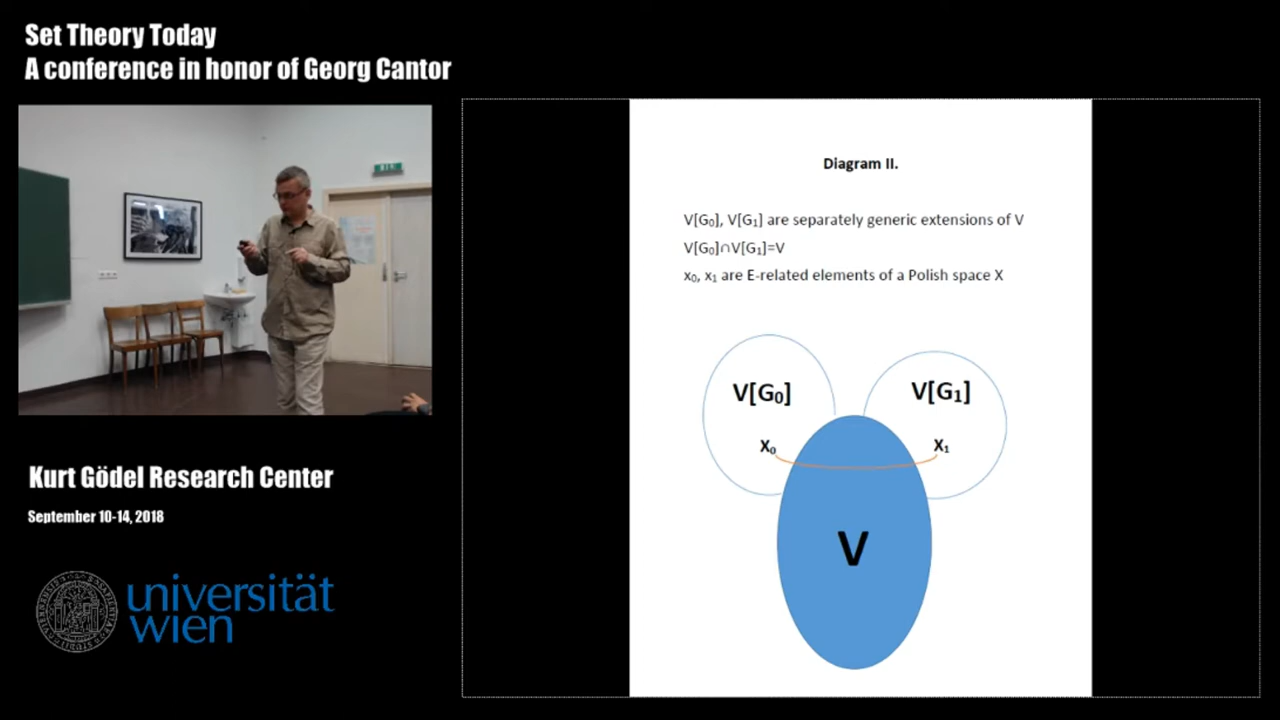 Set Theory Today
A conference in honor of Georg Cantor
Diagram II.
V[G₀], V[G₁] are separately generic extensions of V
V[G₀]∩V[G₁]=V
x₀, x₁ are E-related elements of a Polish space X
V[G₀]
V[G₁]
X₀
X₁
V
Kurt Gödel Research Center
September 10-14, 2018
universität
wien